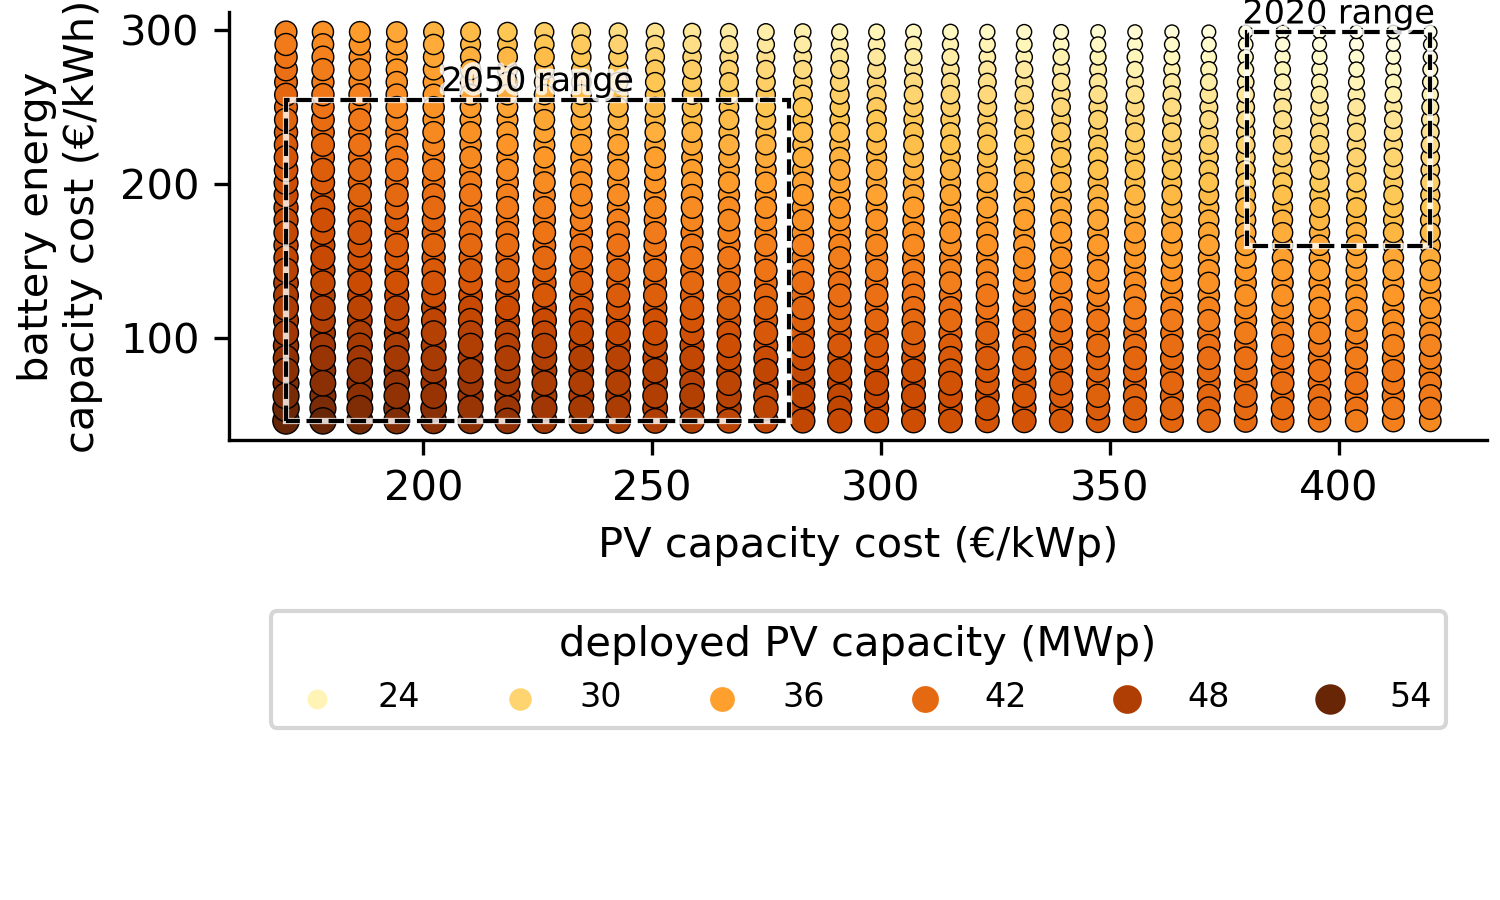 2020 range
300
2050 range
200
100
battery energy
capacity cost (€/kWh)
200 250 300 350 400
PV capacity cost (€/kWp)
deployed PV capacity (MWp)
24 30 36 42 48 54